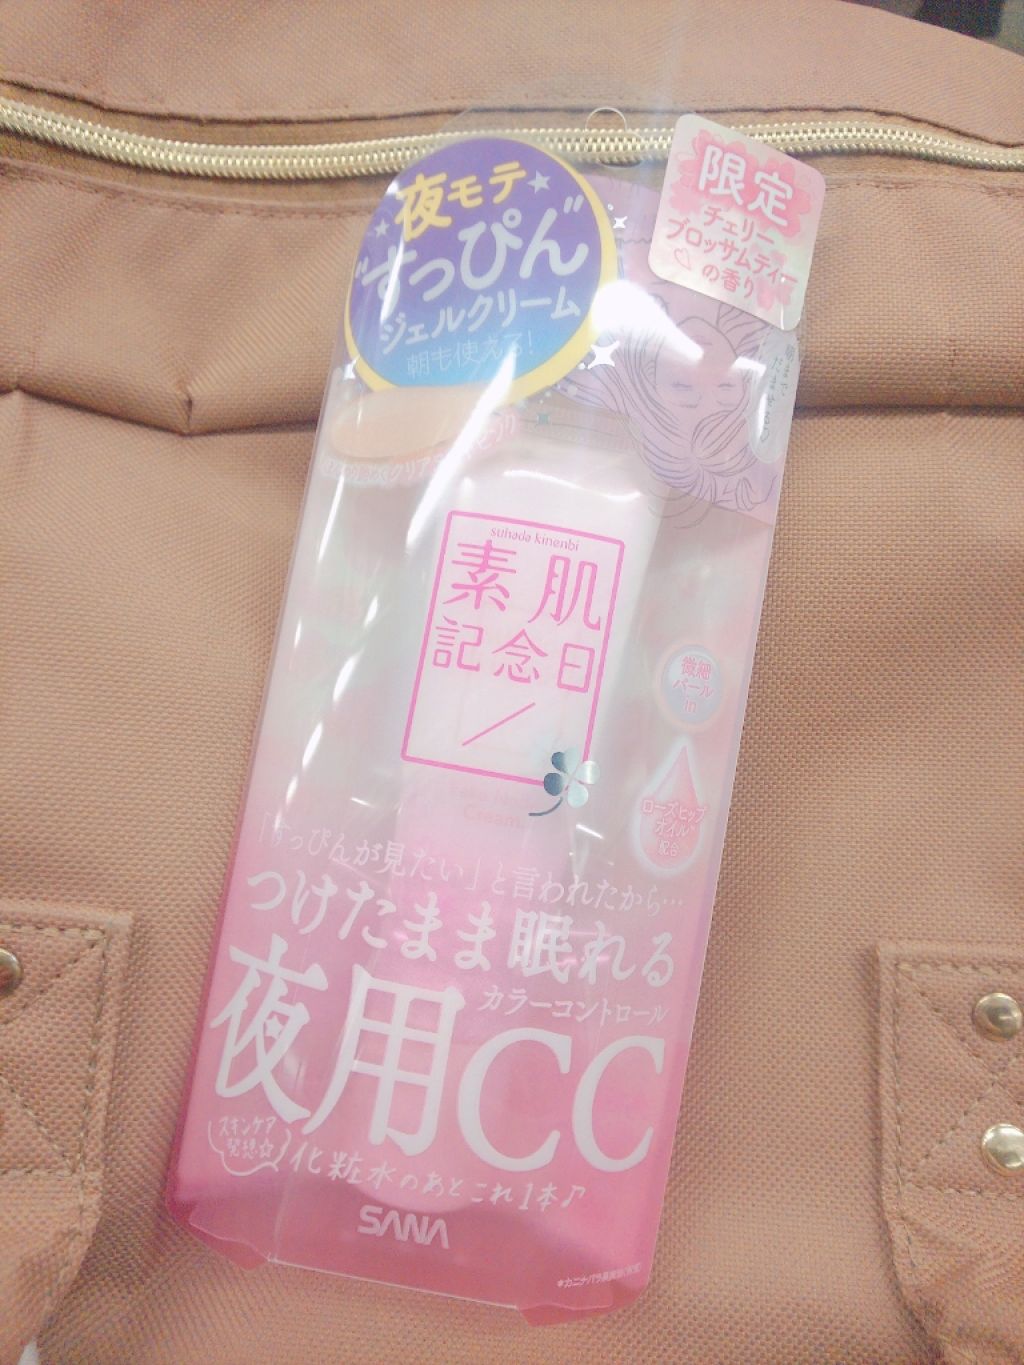 夜モテ
"すっぴん"
ジェルクリーム
朝も使える!
限定
チェリー
ブロッサムティー
の香り
suhada kinenbi
素肌
記念日
微細
パール
in
ローズヒップ
オイル*
配合
Cream
「すっぴんが見たい」と言われたから…
つけたまま眠れる
カラーコントロール
夜用CC
スキンケア
発想☆
化粧水のあとこれ1本♪
SANA